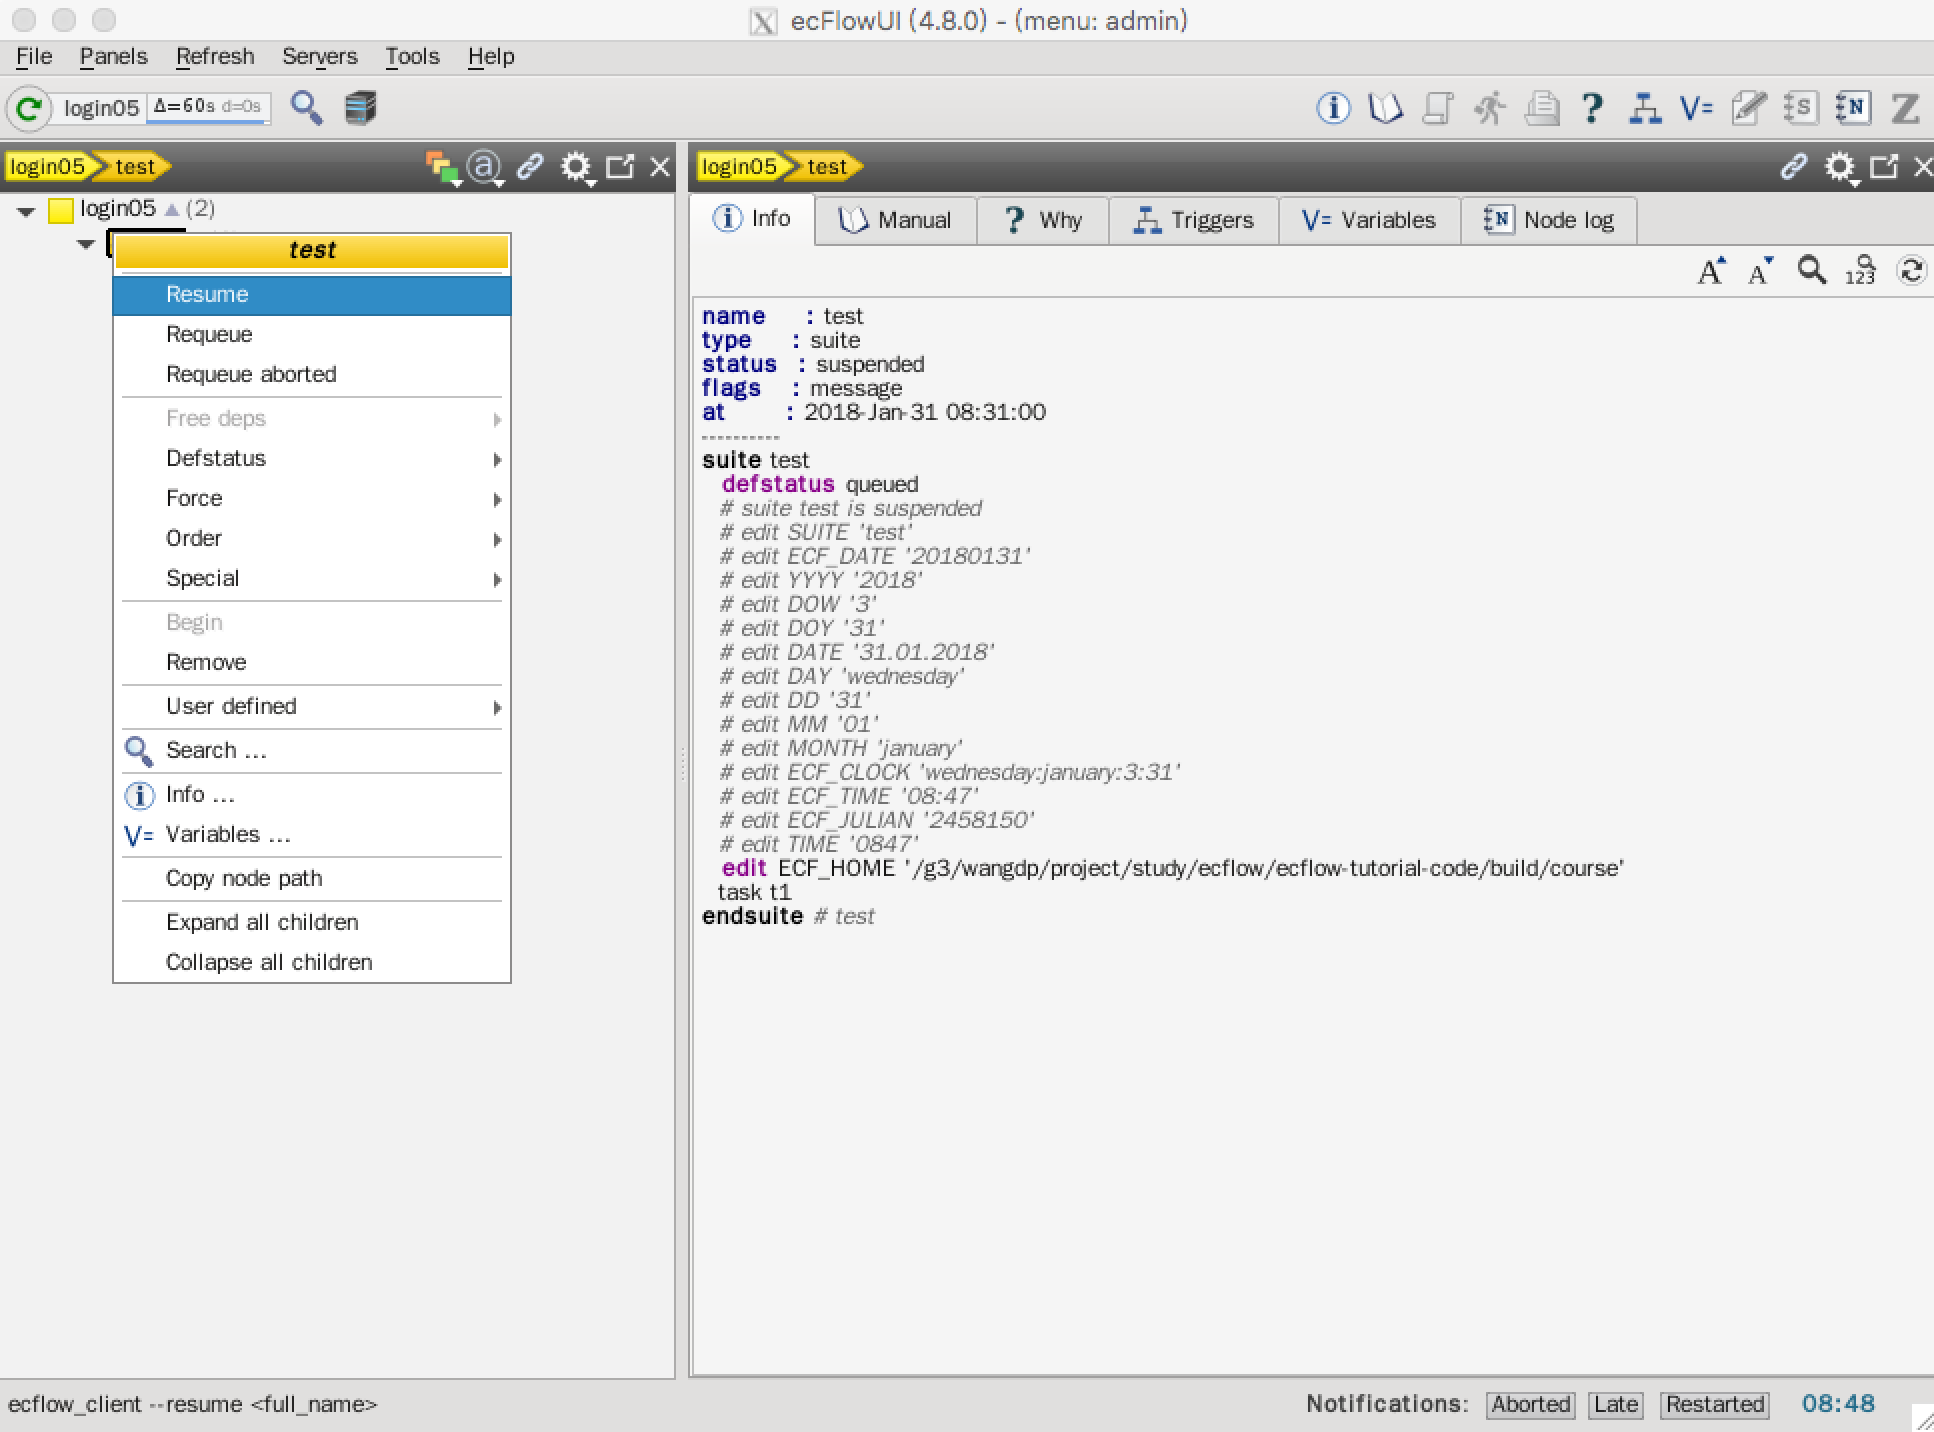 ecFlowUI (4.8.0) - (menu: admin)
File Panels Refresh Servers Tools Help
login05 Δ=60s d=0s
V= S N Z
login05 test
login05 (2)
test
Resume
Requeue
Requeue aborted
Free deps
Defstatus
Force
Order
Special
Begin
Remove
User defined
Search ...
Info ...
V= Variables ...
Copy node path
Expand all children
Collapse all children
login05 test
Info Manual ? Why Triggers V= Variables N Node log
A A 123
name : test
type : suite
status : suspended
flags : message
at : 2018-Jan-31 08:31:00
----------
suite test
defstatus queued
# suite test is suspended
# edit SUITE 'test'
# edit ECF_DATE '20180131'
# edit YYYY '2018'
# edit DOW '3'
# edit DOY '31'
# edit DATE '31.01.2018'
# edit DAY 'wednesday'
# edit DD '31'
# edit MM '01'
# edit MONTH 'january'
# edit ECF_CLOCK 'wednesday:january:3:31'
# edit ECF_TIME '08:47'
# edit ECF_JULIAN '2458150'
# edit TIME '0847'
edit ECF_HOME '/g3/wangdp/project/study/ecflow/ecflow-tutorial-code/build/course'
task t1
endsuite # test
ecflow_client --resume <full_name>
Notifications: Aborted Late Restarted 08:48